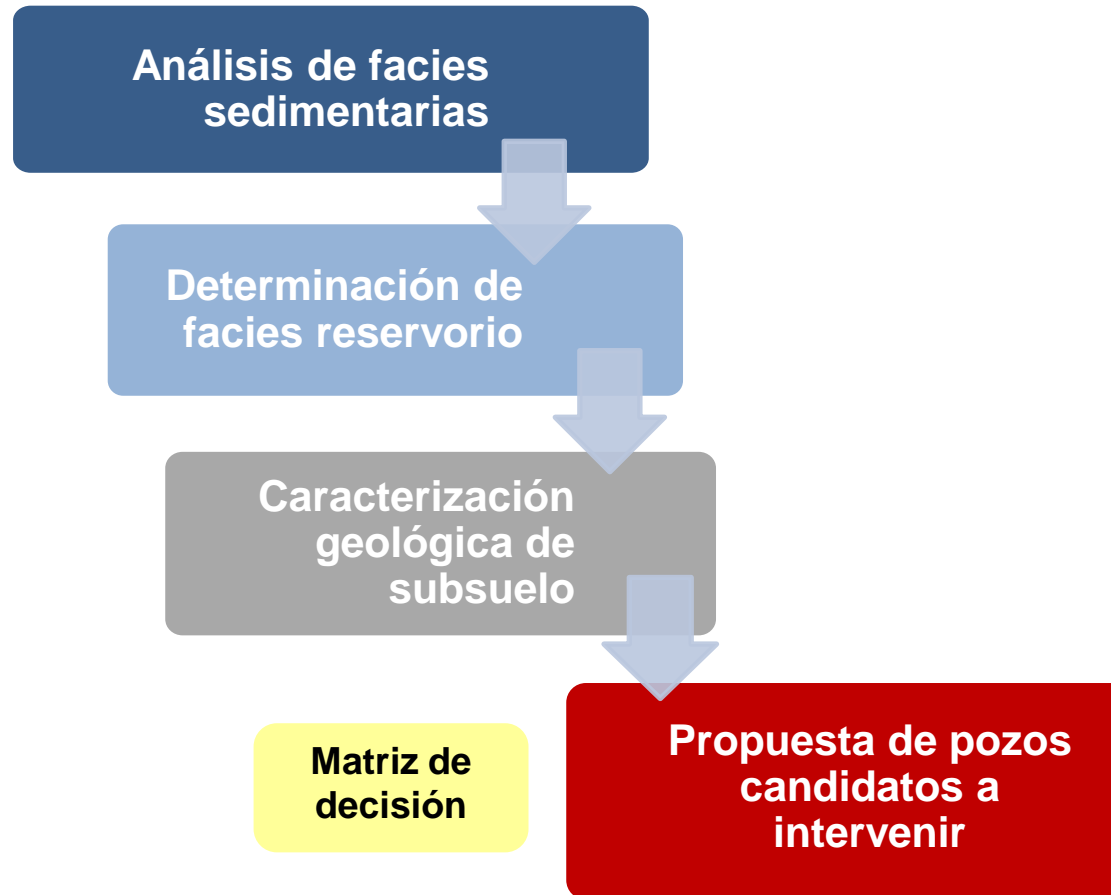 Análisis de facies
sedimentarias
Determinación de
facies reservorio
Caracterización
geológica de
subsuelo
Matriz de
decisión
Propuesta de pozos
candidatos a
intervenir